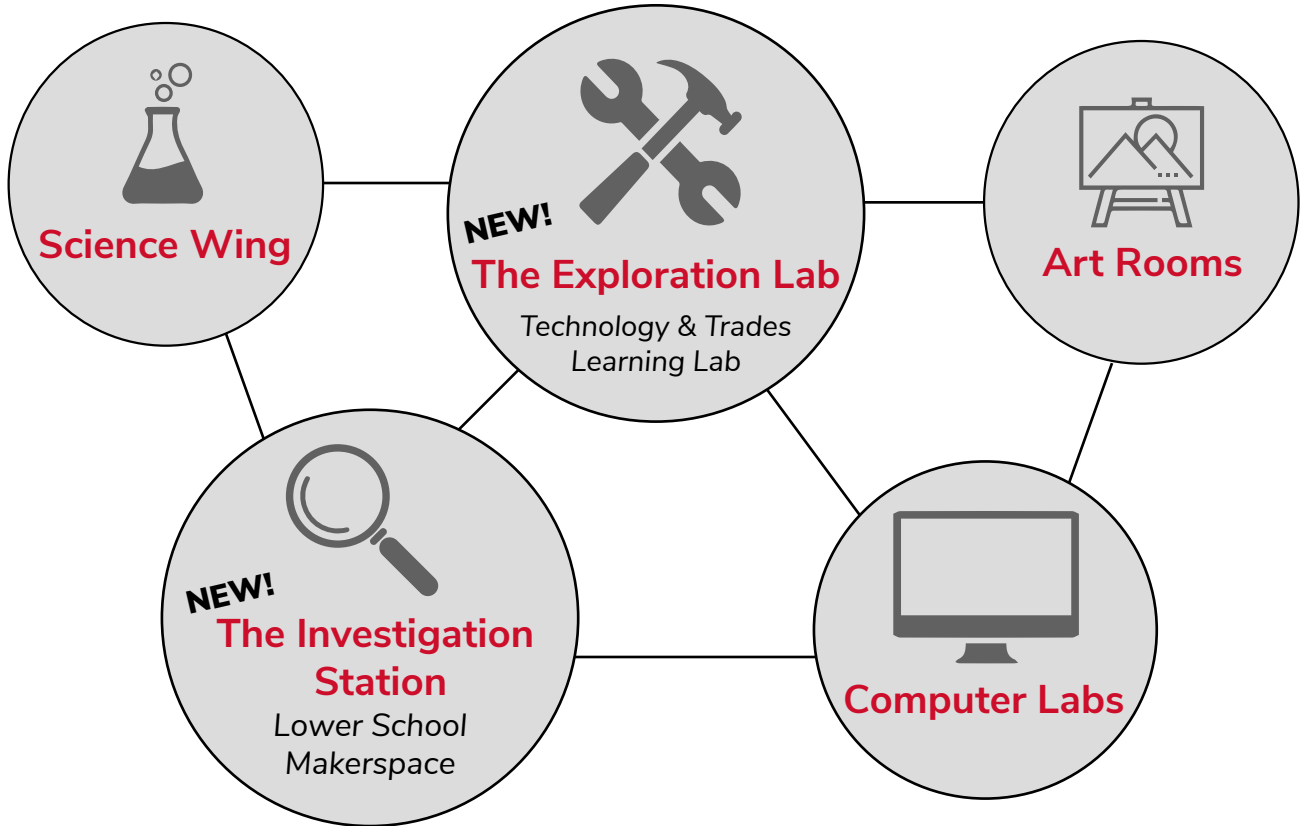 Science Wing
NEW!
The Exploration Lab
Technology & Trades
Learning Lab
Art Rooms
NEW!
The Investigation
Station
Lower School
Makerspace
Computer Labs